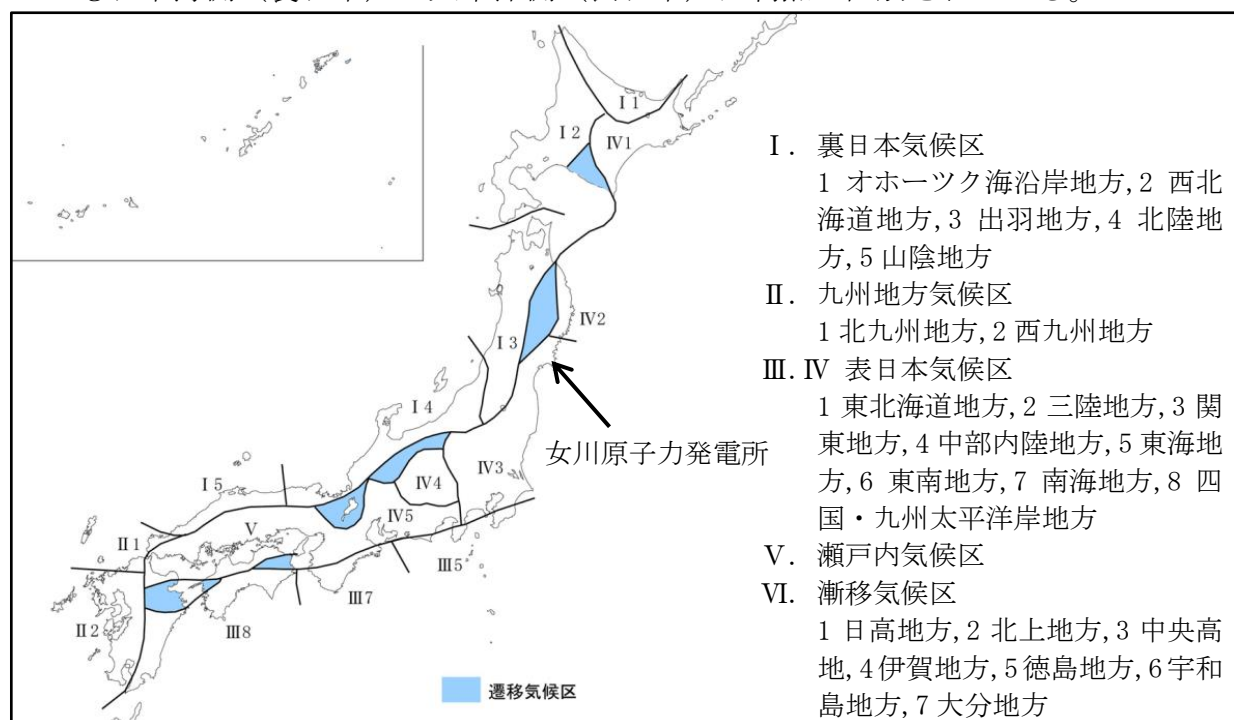 Ⅰ1
Ⅰ2
Ⅳ1
Ⅳ2
Ⅰ3
Ⅰ4
女川原子力発電所
Ⅳ3
Ⅳ4
Ⅰ5
Ⅳ5
Ⅴ
Ⅱ1
Ⅲ5
Ⅲ7
Ⅱ2
Ⅲ8
遷移気候区
Ⅰ. 裏日本気候区
1 オホーツク海沿岸地方,2 西北
海道地方,3 出羽地方,4 北陸地
方,5 山陰地方
Ⅱ. 九州地方気候区
1 北九州地方,2 西九州地方
Ⅲ.Ⅳ 表日本気候区
1 東北海道地方,2 三陸地方,3 関
東地方,4 中部内陸地方,5 東海地
方,6 東南地方,7 南海地方,8 四
国・九州太平洋岸地方
Ⅴ. 瀬戸内気候区
Ⅵ. 漸移気候区
1 日高地方,2 北上地方,3 中央高
地,4 伊賀地方,5 徳島地方,6 宇和
島地方,7 大分地方